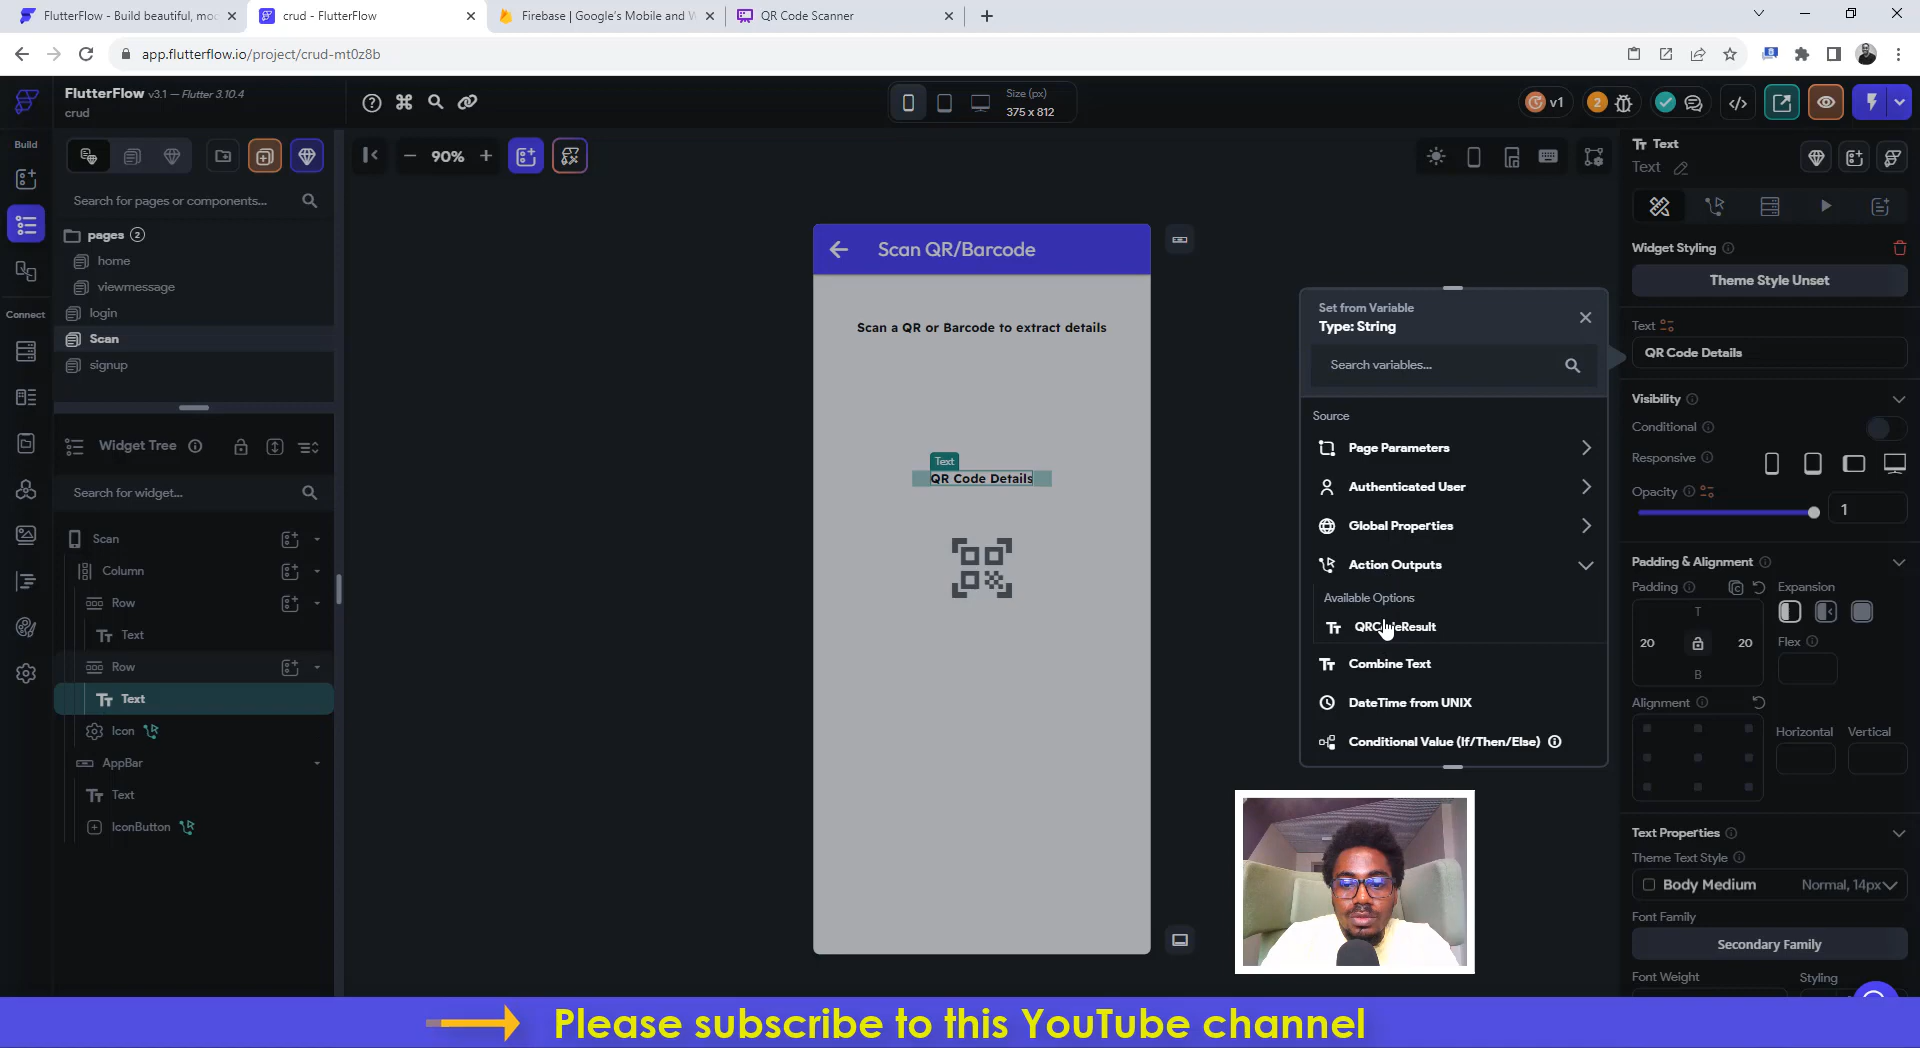 FlutterFlow - Build beautiful, mo
crud - FlutterFlow
Firebase | Google's Mobile and W
QR Code Scanner
app.flutterflow.io/project/crud-mt0z8b
FlutterFlow v3.1 — Flutter 3.10.4
crud
Size (px)
375 x 812
v1
2
Build
90%
Search for pages or components...
pages 2
home
viewmessage
login
Scan
signup
Connect
Widget Tree
Search for widget...
Scan
Column
Row
Text
Row
Text
Icon
AppBar
Text
IconButton
Scan QR/Barcode
Scan a QR or Barcode to extract details
Text
QR Code Details
Set from Variable
Type: String
Search variables...
Source
Page Parameters
Authenticated User
Global Properties
Action Outputs
Available Options
QRCodeResult
Combine Text
DateTime from UNIX
Conditional Value (If/Then/Else)
Text
Text
Widget Styling
Theme Style Unset
Text
QR Code Details
Visibility
Conditional
Responsive
Opacity
1
Padding & Alignment
Padding
Expansion
T
20
20
B
Flex
Alignment
Horizontal
Vertical
Text Properties
Theme Text Style
Body Medium
Normal, 14px
Font Family
Secondary Family
Font Weight
Styling
Please subscribe to this YouTube channel